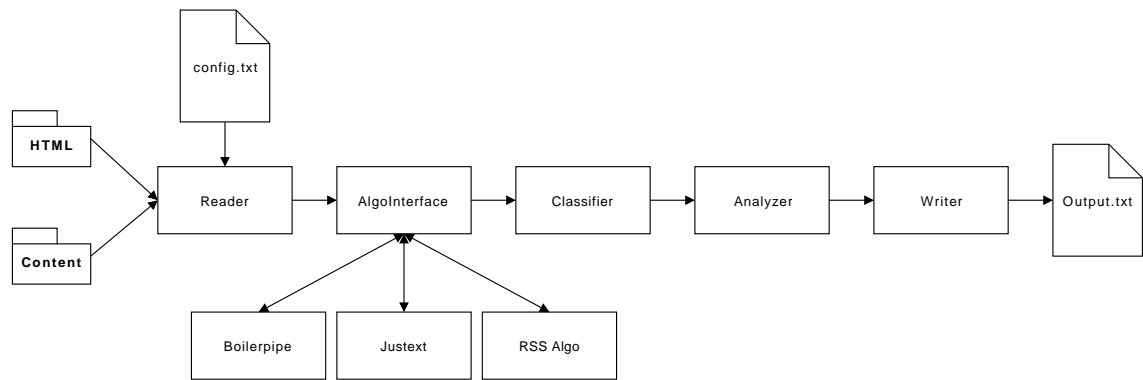 config.txt
HTML
Reader
AlgoInterface
Classifier
Analyzer
Writer
Output.txt
Content
Boilerpipe
Justext
RSS Algo